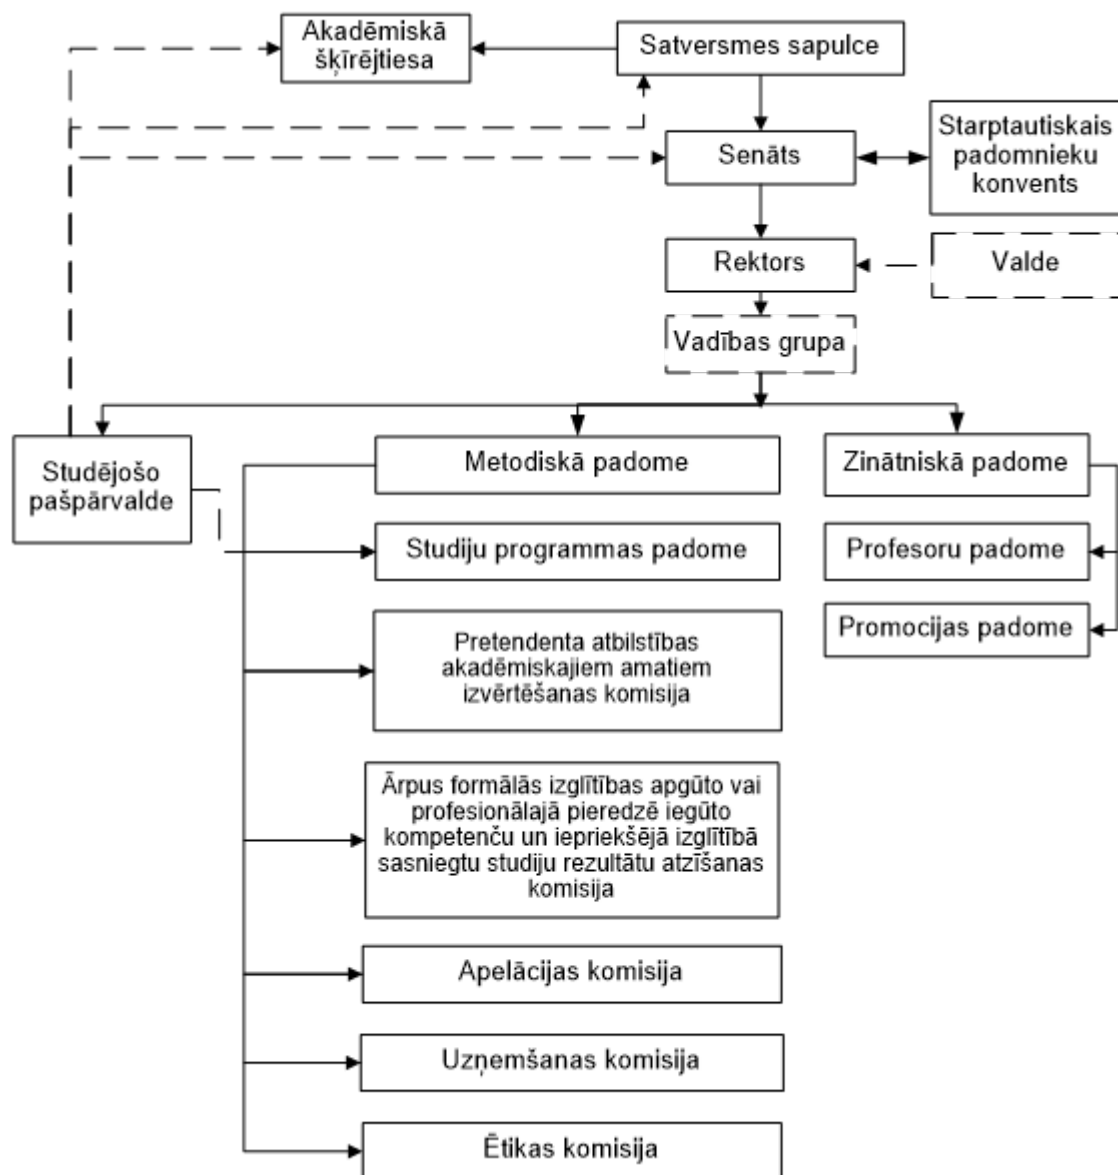 Akadēmiskā
šķīrējtiesa
Satversmes sapulce
Senāts
Starptautiskais
padomnieku
konvents
Rektors
Valde
Vadības grupa
Studējošo
pašpārvalde
Metodiskā padome
Zinātniskā padome
Studiju programmas padome
Profesoru padome
Promocijas padome
Pretendenta atbilstības
akadēmiskajiem amatiem
izvērtēšanas komisija
Ārpus formālās izglītības apgūto vai
profesionālajā pieredzē iegūto
kompetenču un iepriekšējā izglītībā
sasniegtu studiju rezultātu atzīšanas
komisija
Apelācijas komisija
Uzņemšanas komisija
Ētikas komisija